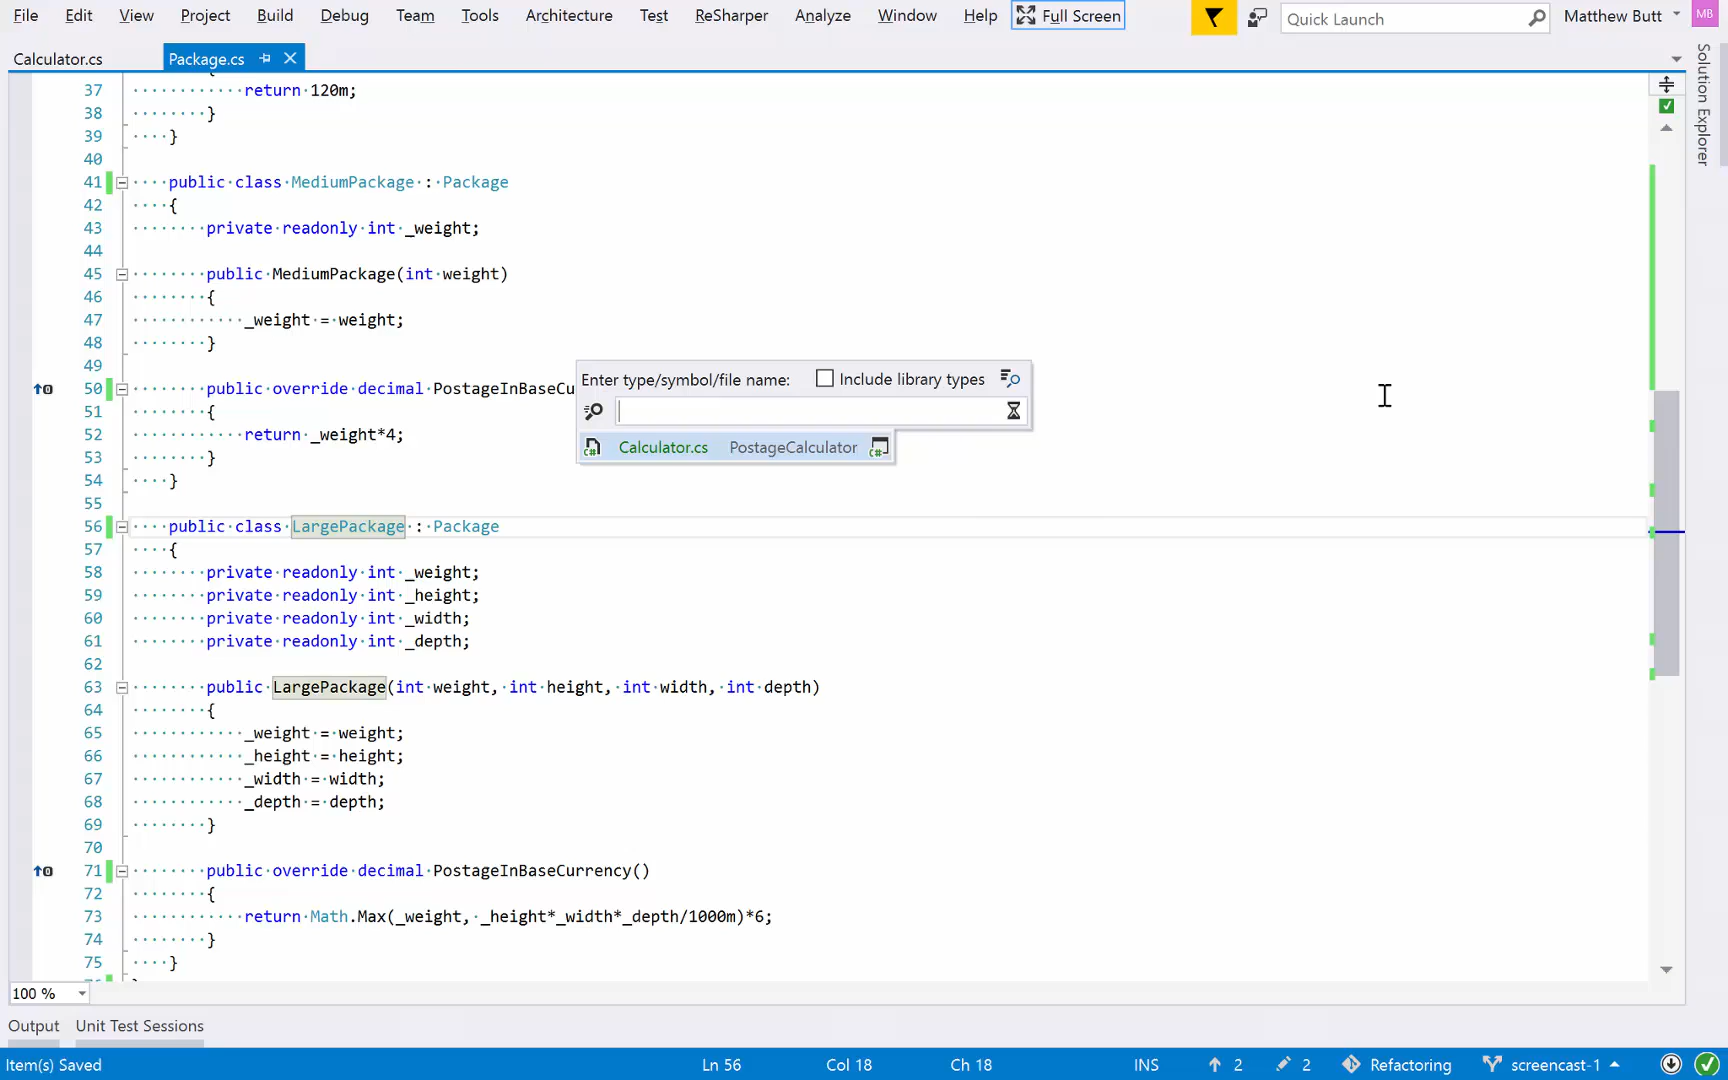 File Edit View Project Build Debug Team Tools Architecture Test ReSharper Analyze Window Help Full Screen Quick Launch Matthew Butt MB
Calculator.cs Package.cs
Solution Explorer
37 return 120m;
38 }
39 }
40
41 public class MediumPackage : Package
42 {
43 private readonly int _weight;
44
45 public MediumPackage(int weight)
46 {
47 _weight = weight;
48 }
49
50 public override decimal PostageInBaseCu
51 {
52 return _weight*4;
53 }
54 }
55
Enter type/symbol/file name: Include library types
Calculator.cs PostageCalculator
56 public class LargePackage : Package
57 {
58 private readonly int _weight;
59 private readonly int _height;
60 private readonly int _width;
61 private readonly int _depth;
62
63 public LargePackage(int weight, int height, int width, int depth)
64 {
65 _weight = weight;
66 _height = height;
67 _width = width;
68 _depth = depth;
69 }
70
71 public override decimal PostageInBaseCurrency()
72 {
73 return Math.Max(_weight, _height*_width*_depth/1000m)*6;
74 }
75 }
100 %
Output Unit Test Sessions
Item(s) Saved Ln 56 Col 18 Ch 18 INS 2 2 Refactoring screencast-1